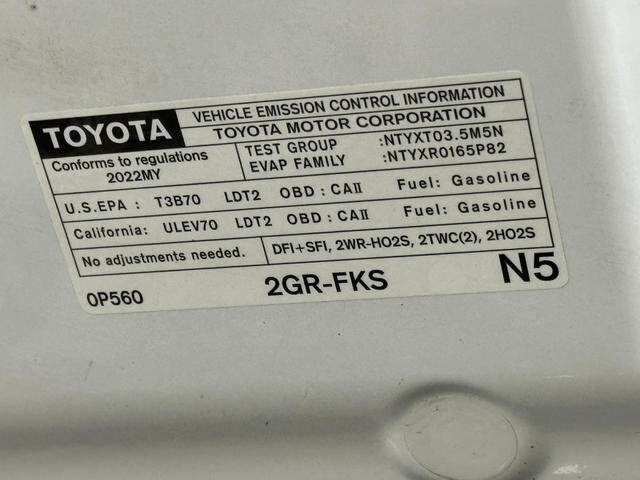 TOYOTA
VEHICLE EMISSION CONTROL INFORMATION
TOYOTA MOTOR CORPORATION
Conforms to regulations
2022MY
TEST GROUP :NTYXT03.5M5N
EVAP FAMILY :NTYXR0165P82
U.S.EPA : T3B70 LDT2 OBD : CAII Fuel: Gasoline
California: ULEV70 LDT2 OBD : CAII Fuel: Gasoline
No adjustments needed.
DFI+SFI, 2WR-HO2S, 2TWC(2), 2HO2S
0P560
2GR-FKS
N5